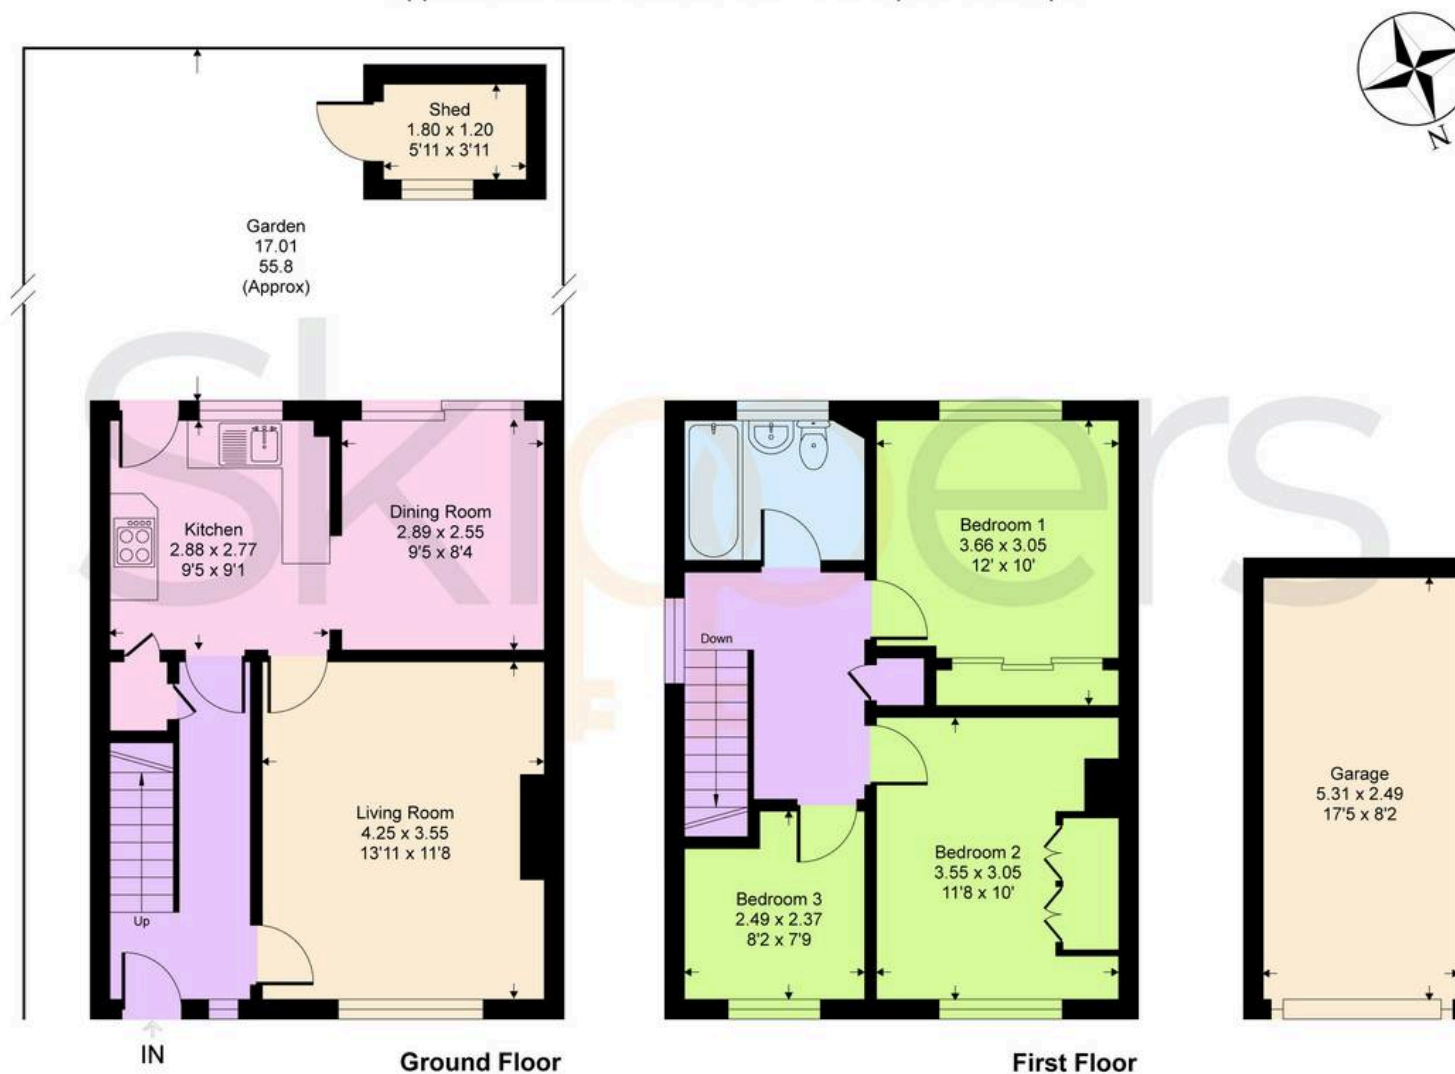 N
Shed
1.80 x 1.20
5'11 x 3'11
Garden
17.01
55.8
(Approx)
Skippers
Kitchen
2.88 x 2.77
9'5 x 9'1
Dining Room
2.89 x 2.55
9'5 x 8'4
Bedroom 1
3.66 x 3.05
12' x 10'
Down
Living Room
4.25 x 3.55
13'11 x 11'8
Up
Bedroom 2
3.55 x 3.05
11'8 x 10'
Bedroom 3
2.49 x 2.37
8'2 x 7'9
Garage
5.31 x 2.49
17'5 x 8'2
IN
Ground Floor
First Floor